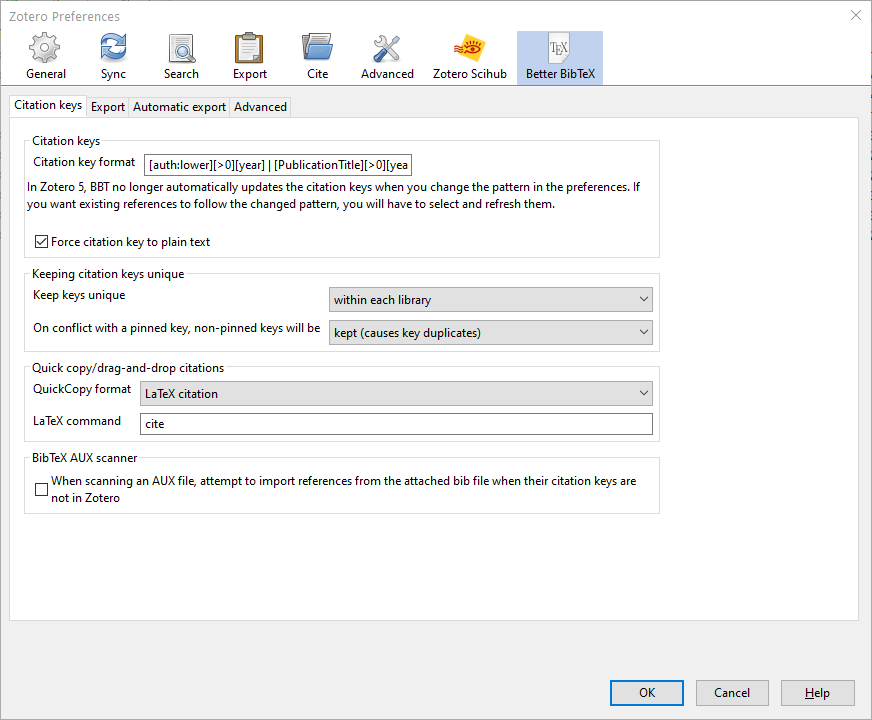 Zotero Preferences
General Sync Search Export Cite Advanced Zotero Scihub TEX Better BibTeX
Citation keys Export Automatic export Advanced
Citation keys
Citation key format [auth:lower][>0][year] | [PublicationTitle][>0][yea
In Zotero 5, BBT no longer automatically updates the citation keys when you change the pattern in the preferences. If
you want existing references to follow the changed pattern, you will have to select and refresh them.
Force citation key to plain text
Keeping citation keys unique
Keep keys unique within each library
On conflict with a pinned key, non-pinned keys will be kept (causes key duplicates)
Quick copy/drag-and-drop citations
QuickCopy format LaTeX citation
LaTeX command cite
BibTeX AUX scanner
When scanning an AUX file, attempt to import references from the attached bib file when their citation keys are
not in Zotero
OK Cancel Help